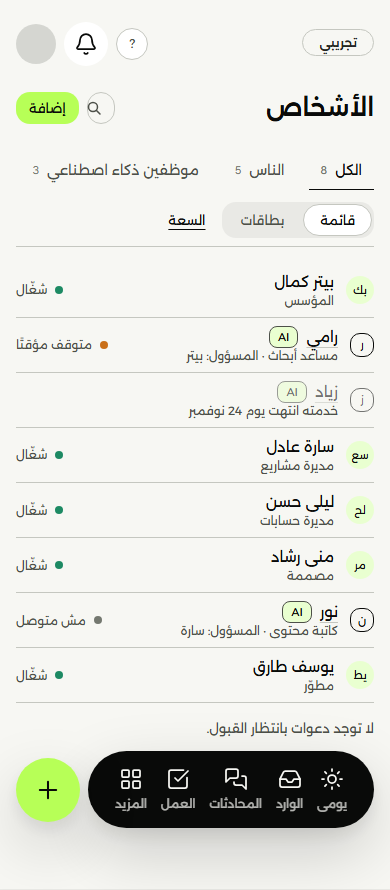 تجريبي
?
الأشخاص
إضافة
الكل 8
الناس 5
موظفين ذكاء اصطناعي 3
قائمة
بطاقات
السعة
بك
بيتر كمال
المؤسس
شغّال
ر
رامي AI
مساعد أبحاث · المسؤول: بيتر
متوقف مؤقتًا
ز
زياد AI
خدمته انتهت يوم 24 نوفمبر
سع
سارة عادل
مديرة مشاريع
شغّال
لح
ليلى حسن
مديرة حسابات
شغّال
مر
منى رشاد
مصممة
شغّال
ن
نور AI
كاتبة محتوى · المسؤول: سارة
مش متوصل
يط
يوسف طارق
مطوّر
شغّال
لا توجد دعوات بانتظار القبول.
يومي
الوارد
المحادثات
العمل
المزيد